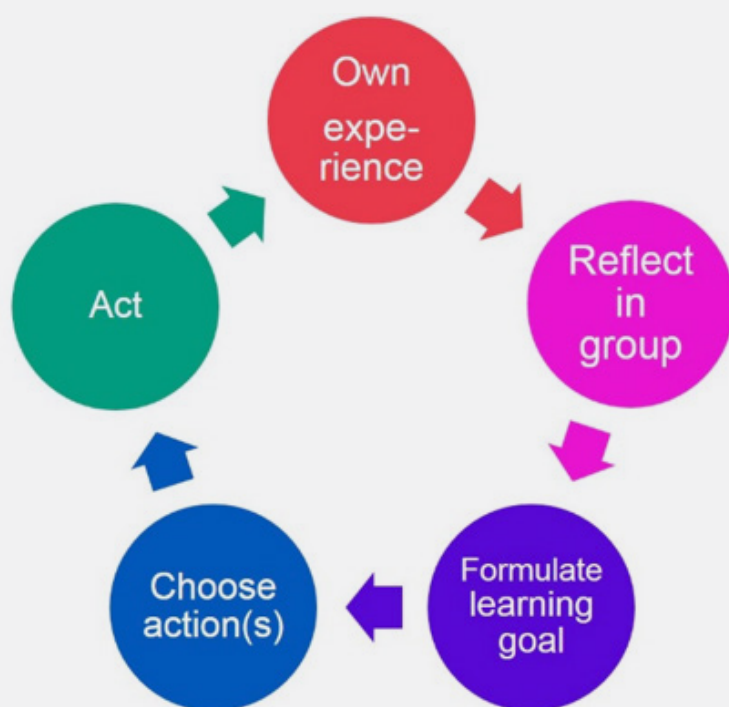 Own
expe-
rience
Reflect
in
group
Formulate
learning
goal
Choose
action(s)
Act